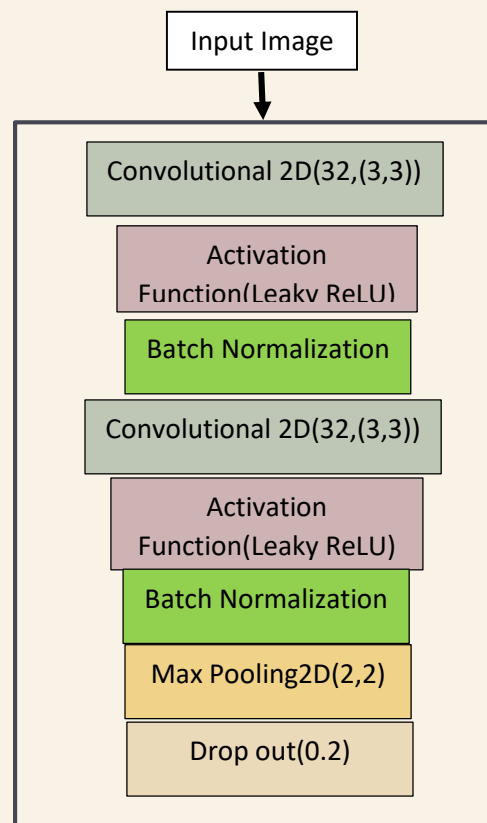 Input Image
Convolutional 2D(32,(3,3))
Activation
Function(Leaky ReLU)
Batch Normalization
Convolutional 2D(32,(3,3))
Activation
Function(Leaky ReLU)
Batch Normalization
Max Pooling2D(2,2)
Drop out(0.2)